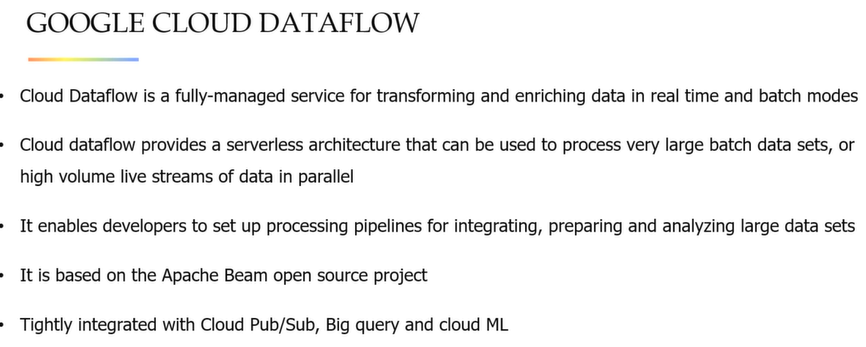 GOOGLE CLOUD DATAFLOW
• Cloud Dataflow is a fully-managed service for transforming and enriching data in real time and batch modes
• Cloud dataflow provides a serverless architecture that can be used to process very large batch data sets, or
high volume live streams of data in parallel
• It enables developers to set up processing pipelines for integrating, preparing and analyzing large data sets
• It is based on the Apache Beam open source project
• Tightly integrated with Cloud Pub/Sub, Big query and cloud ML